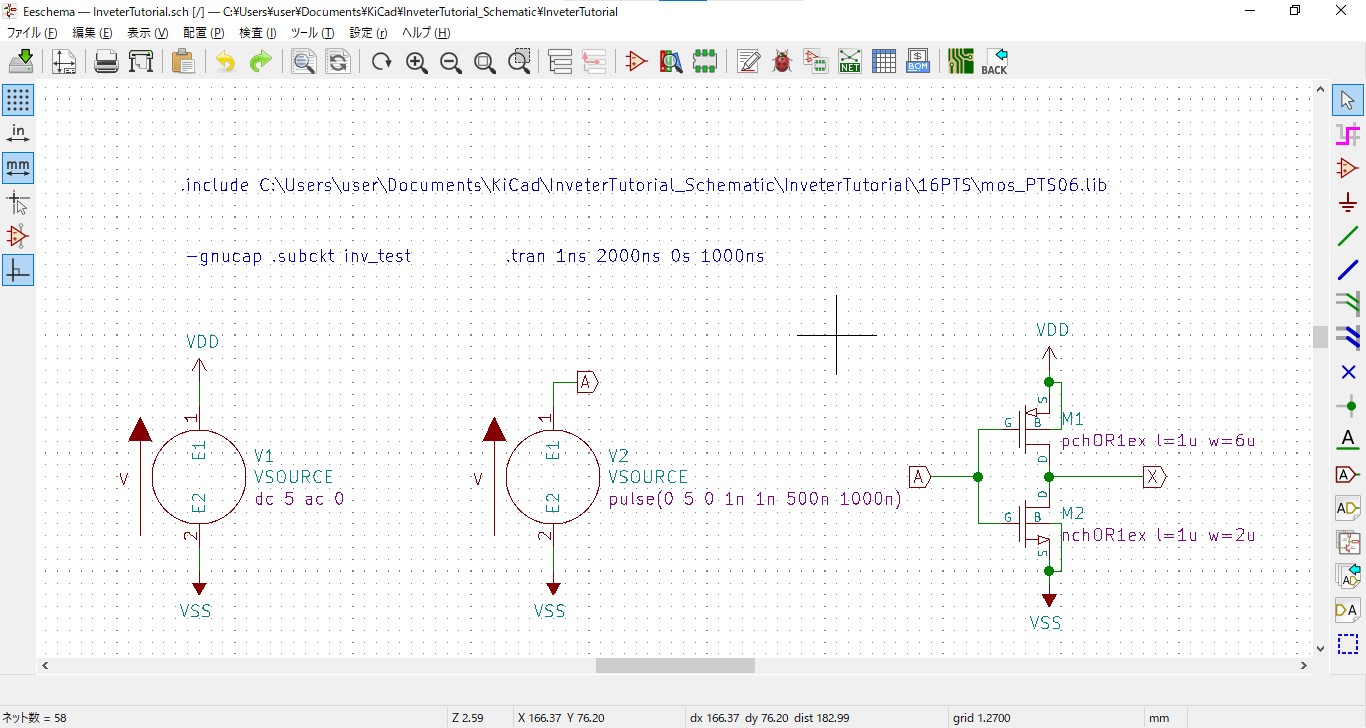 Eeschema — InveterTutorial.sch [/] — C:¥Users¥user¥Documents¥KiCad¥InveterTutorial_Schematic¥InveterTutorial
ファイル (F) 編集 (E) 表示 (V) 配置 (P) 検査 (I) ツール (T) 設定 (r) ヘルプ (H)
NET BOM BACK
in
mm
.include C:\Users\user\Documents\KiCad\InveterTutorial_Schematic\InveterTutorial\16PTS\mos_PTS06.lib
-gnucap .subckt inv_test .tran 1ns 2000ns 0s 1000ns
VDD
1
E1
V
V1
VSOURCE
dc 5 ac 0
E2
2
VSS
A
1
E1
V
V2
VSOURCE
pulse(0 5 0 1n 1n 500n 1000n)
E2
2
VSS
VDD
S
G
B
M1
pchOR1ex l=1u w=6u
D
A
X
D
G
B
M2
nchOR1ex l=1u w=2u
S
VSS
A
A
AD
AD
DA
ネット数 = 58 Z 2.59 X 166.37 Y 76.20 dx 166.37 dy 76.20 dist 182.99 grid 1.2700 mm